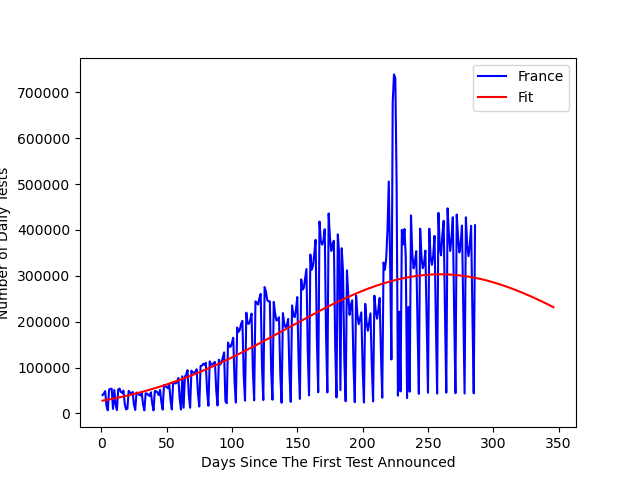 France
Fit
700000
600000
500000
400000
300000
200000
100000
0
Number of Daily Tests
0 50 100 150 200 250 300 350
Days Since The First Test Announced